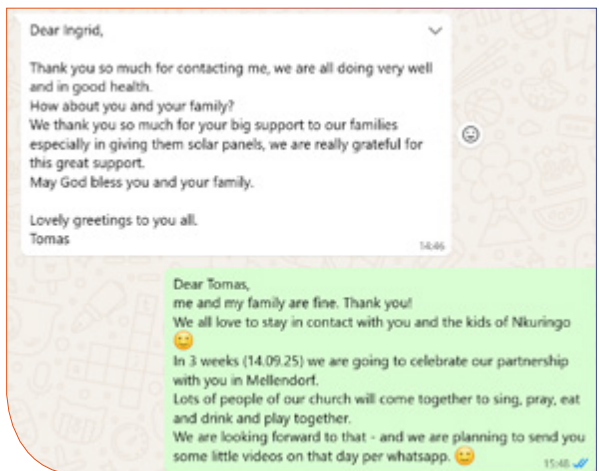 Dear Ingrid,
Thank you so much for contacting me, we are all doing very well
and in good health.
How about you and your family?
We thank you so much for your big support to our families
especially in giving them solar panels, we are really grateful for
this great support.
May God bless you and your family.
Lovely greetings to you all.
Tomas
14:46
Dear Tomas,
me and my family are fine. Thank you!
We all love to stay in contact with you and the kids of Nkuringo
🙂
In 3 weeks (14.09.25) we are going to celebrate our partnership
with you in Mellendorf.
Lots of people of our church will come together to sing, pray, eat
and drink and play together.
We are looking forward to that - and we are planning to send you
some little videos on that day per whatsapp. 🙂
15:48